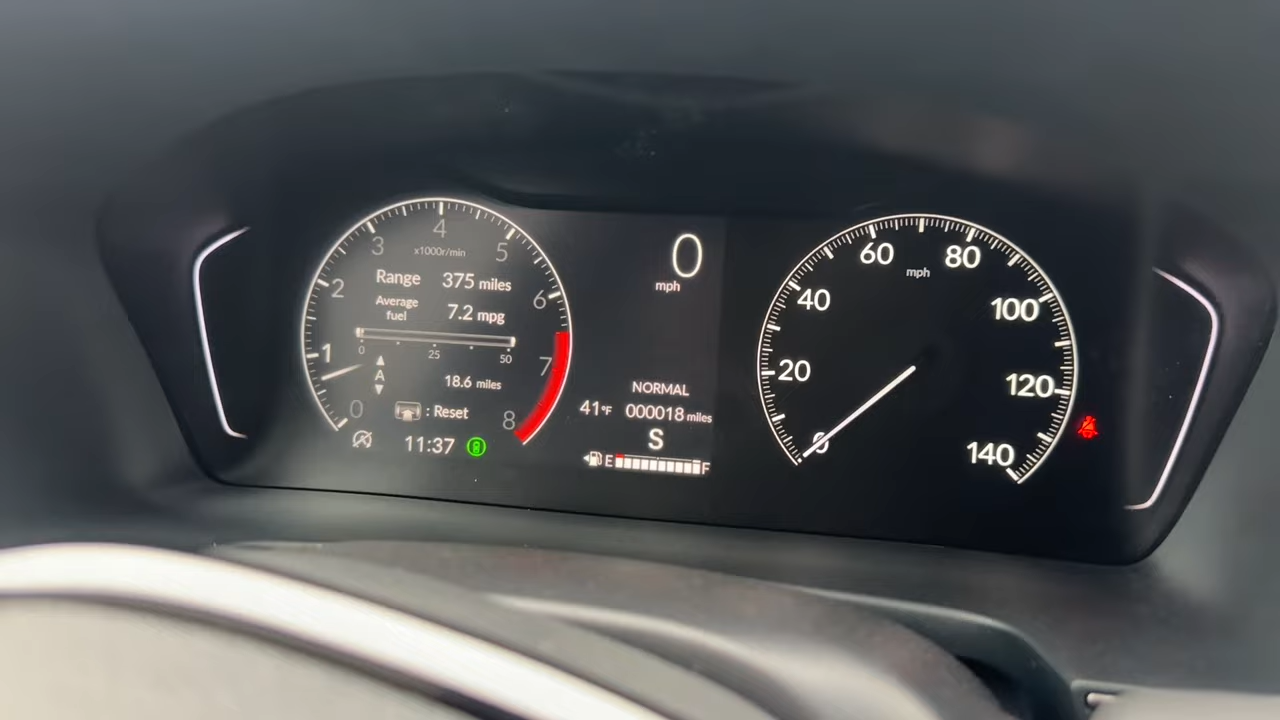 4
3
5
x1000r/min
2
Range 375 miles
6
Average
fuel
7.2 mpg
1
0 25 50
7
A
18.6 miles
0
: Reset
8
11:37
0
mph
NORMAL
41°F 000018 miles
S
E F
60 80
mph
40
100
20
120
0
140